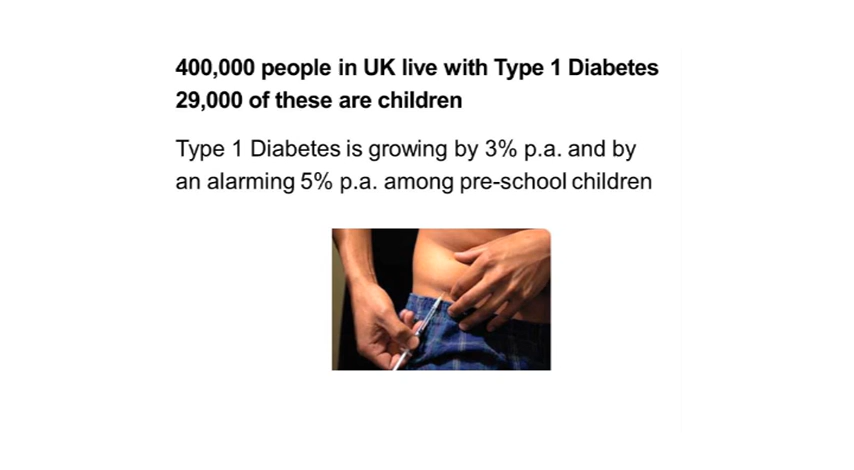 400,000 people in UK live with Type 1 Diabetes
29,000 of these are children
Type 1 Diabetes is growing by 3% p.a. and by
an alarming 5% p.a. among pre-school children